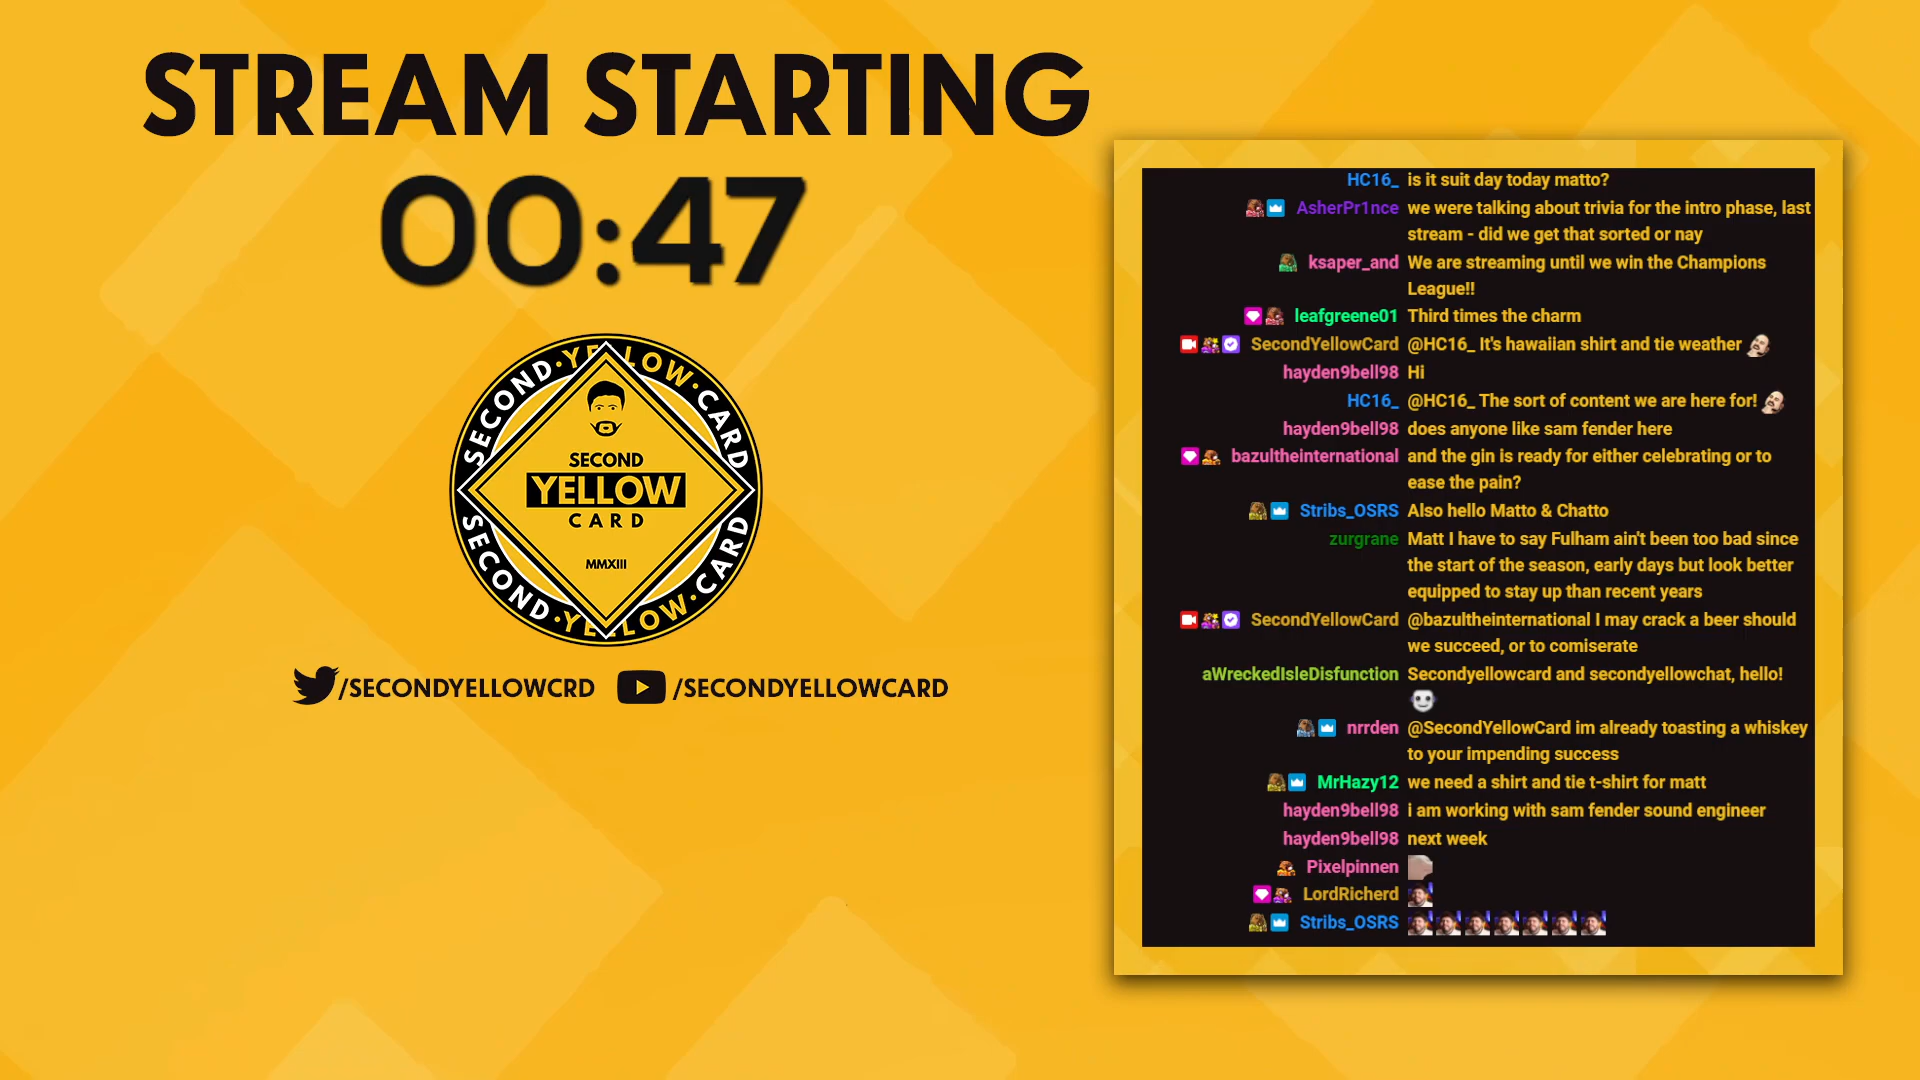 STREAM STARTING
00:47
SECOND·YELLOW·CARD
SECOND
YELLOW
CARD
MMXIII
SECOND·YELLOW·CARD
/SECONDYELLOWCRD /SECONDYELLOWCARD
HC16_ is it suit day today matto?
AsherPr1nce we were talking about trivia for the intro phase, last
stream - did we get that sorted or nay
ksaper_and We are streaming until we win the Champions
League!!
leafgreene01 Third times the charm
SecondYellowCard @HC16_ It's hawaiian shirt and tie weather
hayden9bell98 Hi
HC16_ @HC16_ The sort of content we are here for!
hayden9bell98 does anyone like sam fender here
bazultheinternational and the gin is ready for either celebrating or to
ease the pain?
Stribs_OSRS Also hello Matto & Chatto
zurgrane Matt I have to say Fulham ain't been too bad since
the start of the season, early days but look better
equipped to stay up than recent years
SecondYellowCard @bazultheinternational I may crack a beer should
we succeed, or to comiserate
aWreckedIsleDisfunction Secondyellowcard and secondyellowchat, hello!
nrrden @SecondYellowCard im already toasting a whiskey
to your impending success
MrHazy12 we need a shirt and tie t-shirt for matt
hayden9bell98 i am working with sam fender sound engineer
hayden9bell98 next week
Pixelpinnen
LordRicherd
Stribs_OSRS